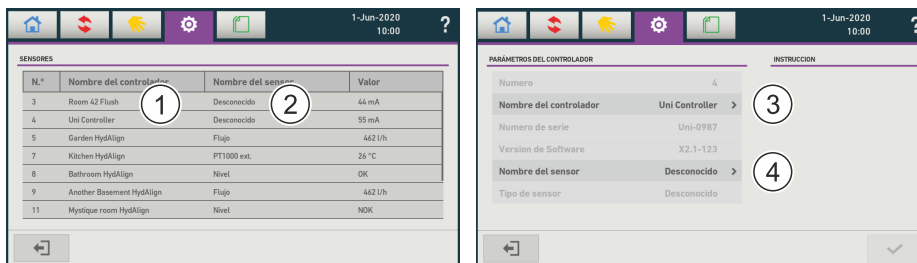 1-Jun-2020
10:00
?
SENSORES
N.° Nombre del controlador Nombre del sensor Valor
3 Room 42 Flush Desconocido 44 mA
4 Uni Controller Desconocido 55 mA
5 Garden HydAlign Flujo 462 l/h
7 Kitchen HydAlign PT1000 ext. 26 °C
8 Bathroom HydAlign Nivel OK
9 Another Basement HydAlign Flujo 462 l/h
11 Mystique room HydAlign Nivel NOK
1
2
1-Jun-2020
10:00
?
PARÁMETROS DEL CONTROLADOR
INSTRUCCION
Numero 4
Nombre del controlador Uni Controller >
Numero de serie Uni-0987
Version de Software X2.1-123
Nombre del sensor Desconocido >
Tipo de sensor Desconocido
3
4